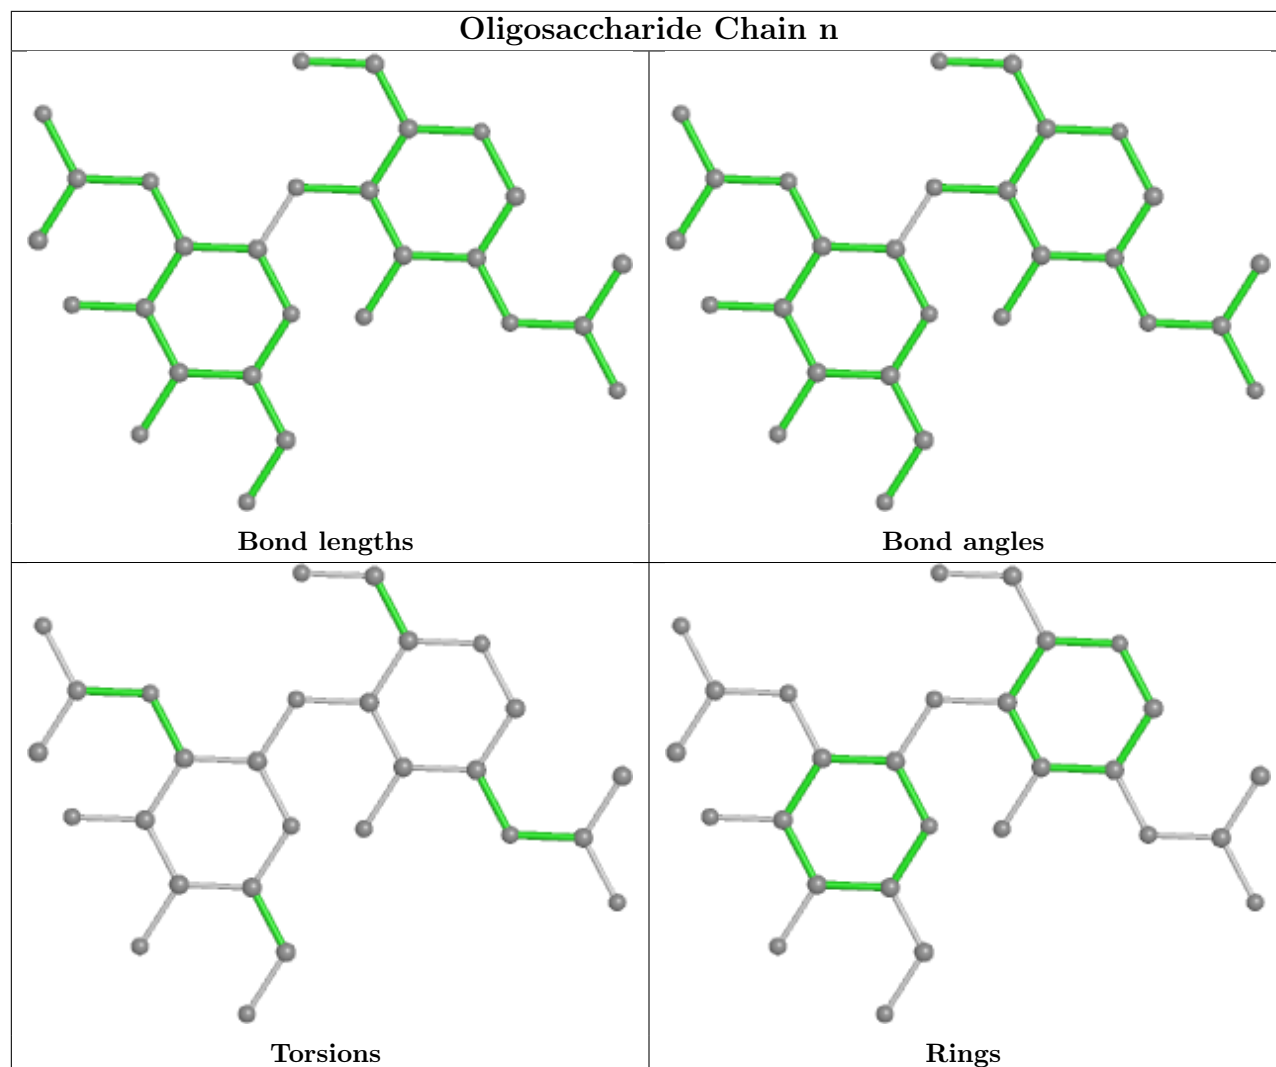 Oligosaccharide Chain n
Bond lengths
Bond angles
Torsions
Rings